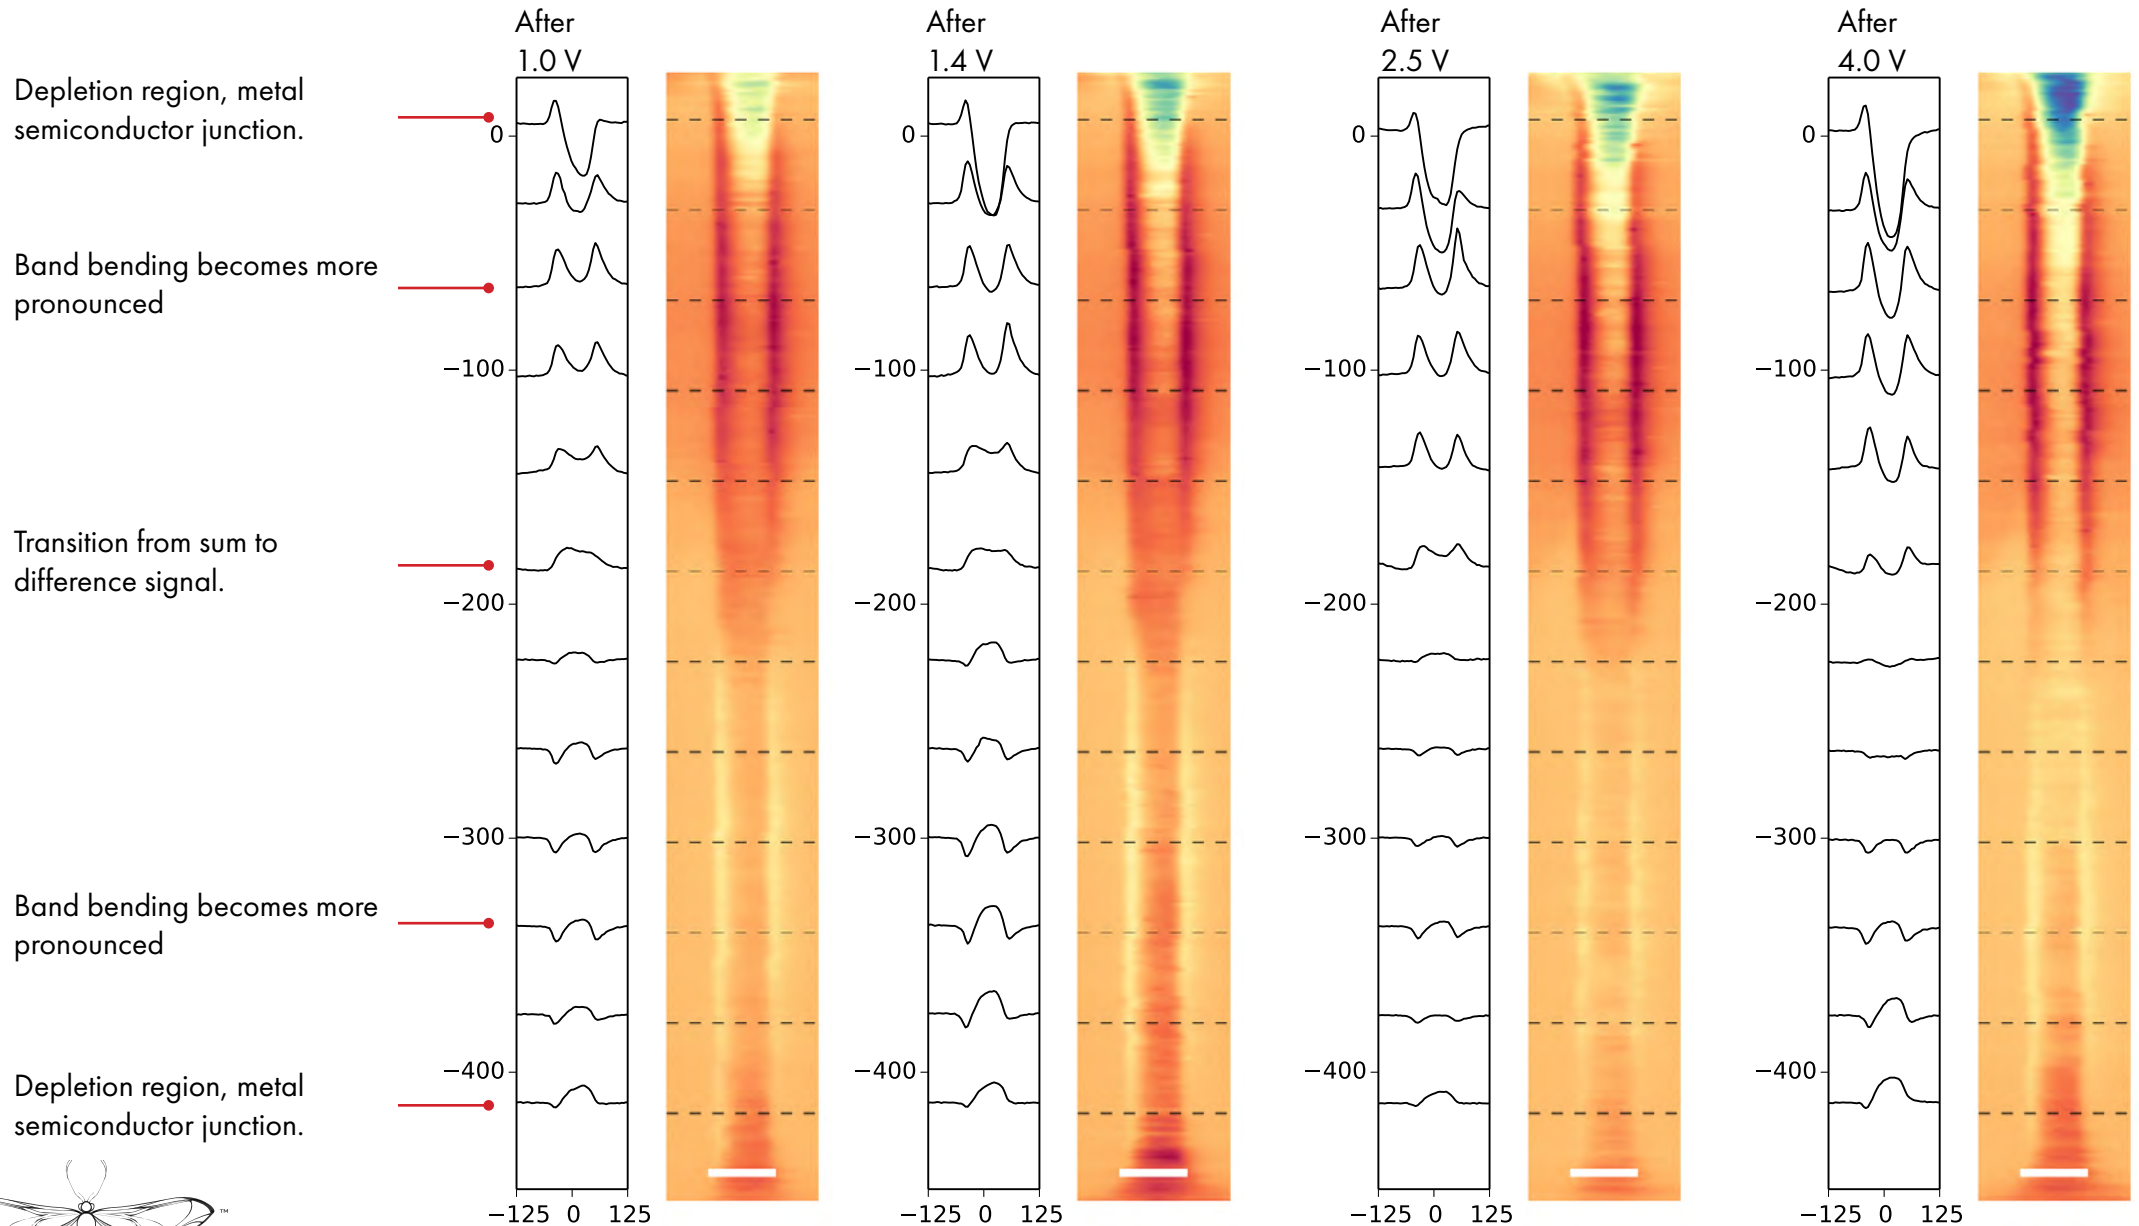 After
1.0 V
After
1.4 V
After
2.5 V
After
4.0 V
Depletion region, metal
semiconductor junction.
Band bending becomes more
pronounced
Transition from sum to
difference signal.
Band bending becomes more
pronounced
Depletion region, metal
semiconductor junction.
0
−100
−200
−300
−400
−125 0 125
0
−100
−200
−300
−400
−125 0 125
0
−100
−200
−300
−400
−125 0 125
0
−100
−200
−300
−400
−125 0 125
™